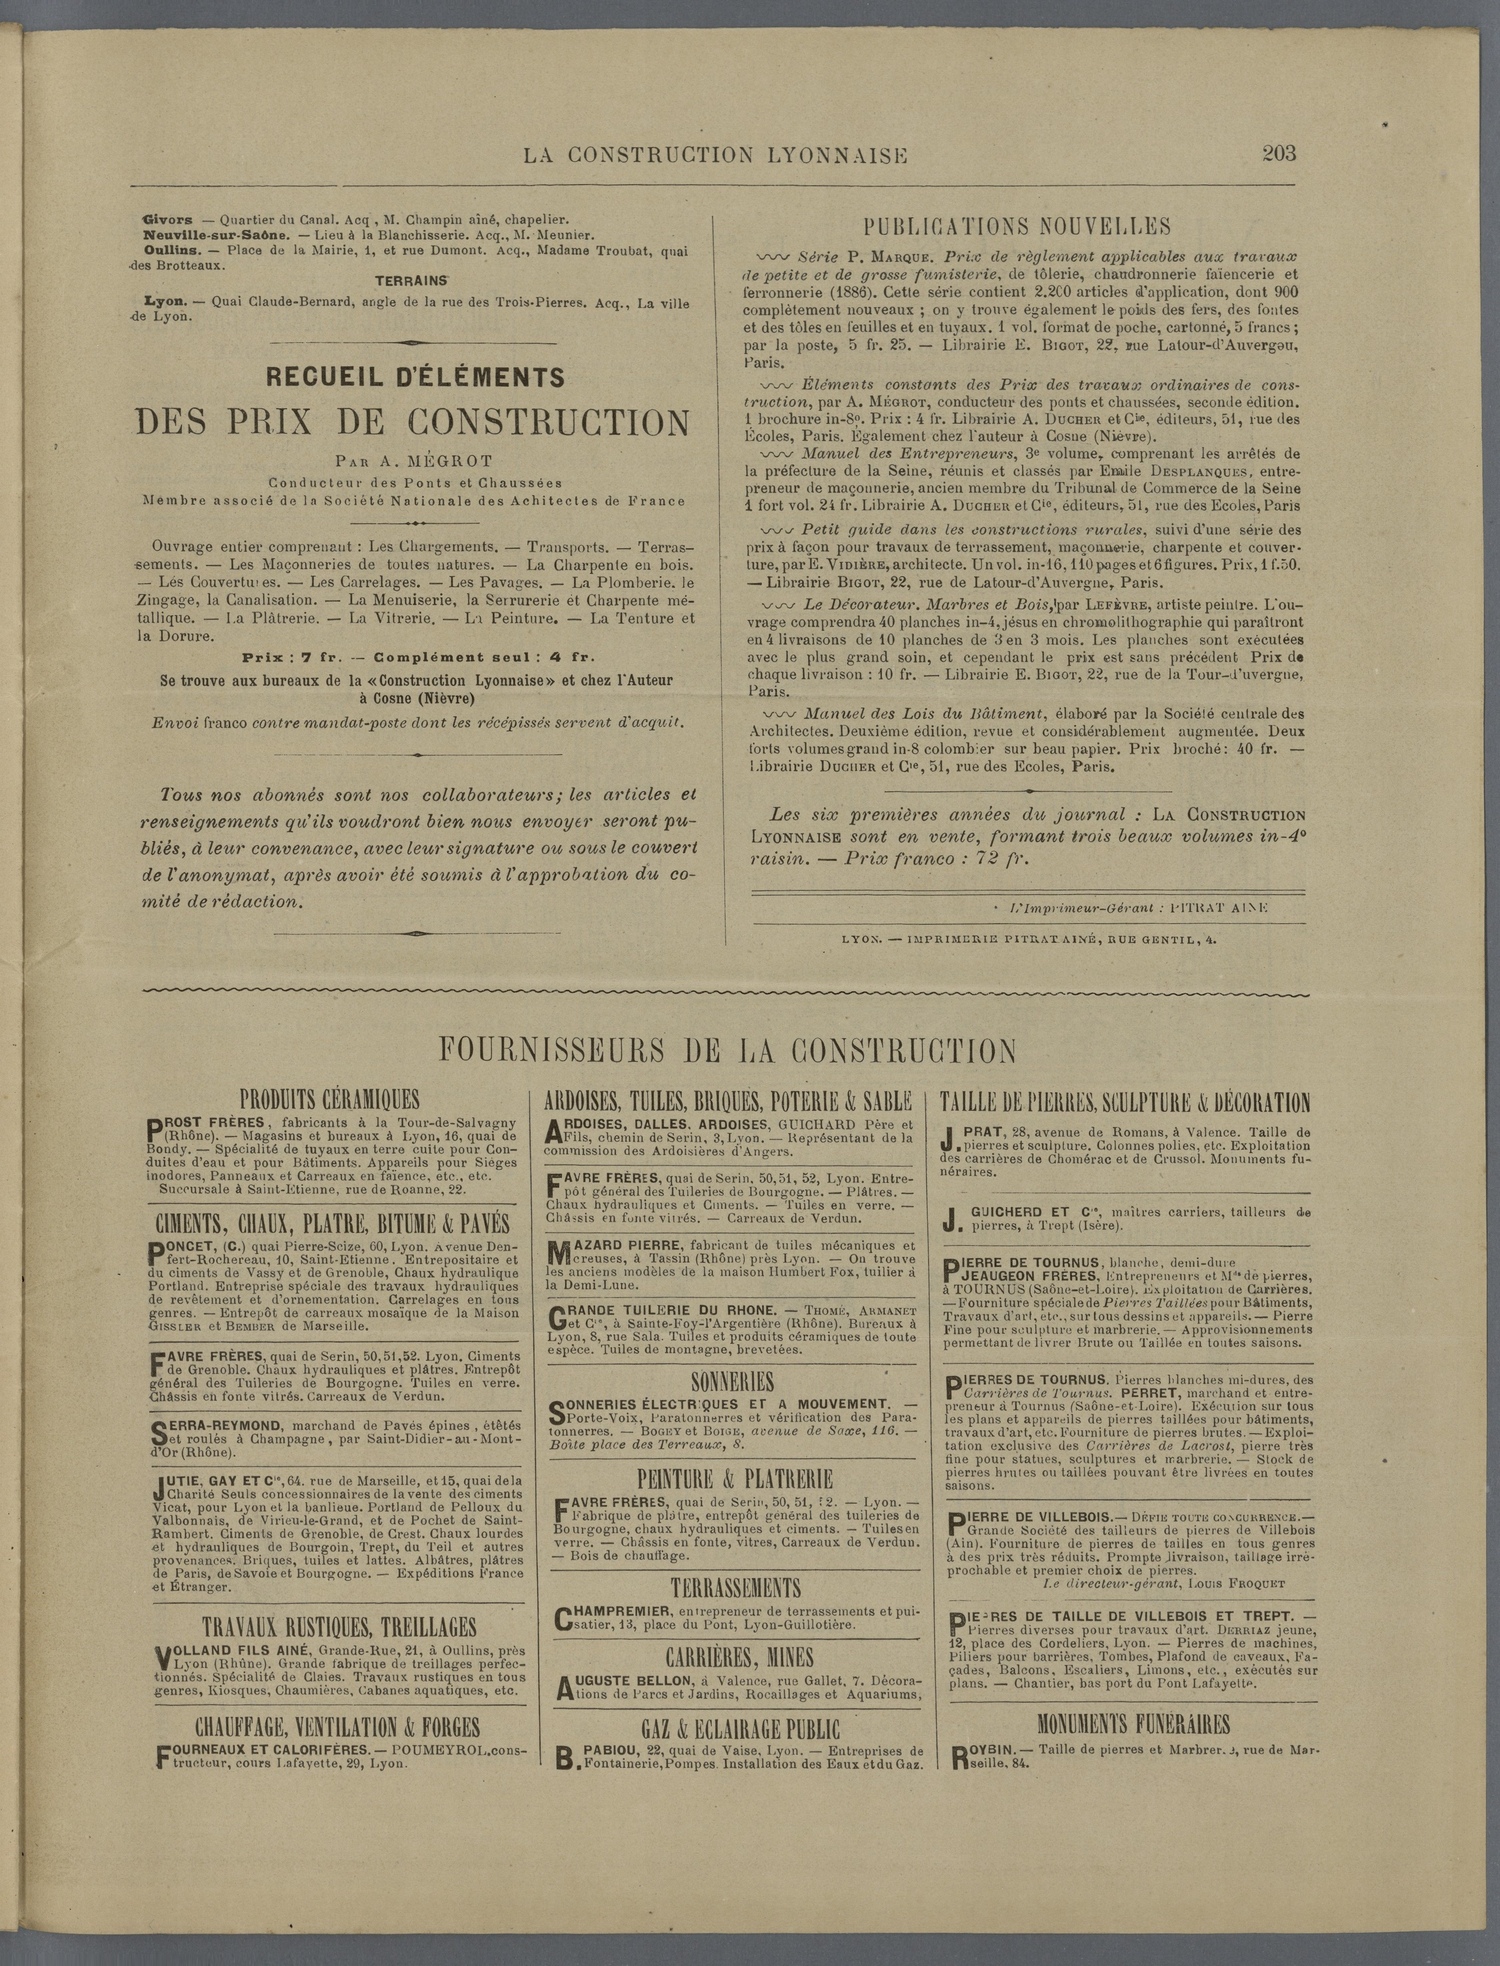 LA CONSTRUCTION LYONNAISE
203
Givors — Quartier du Canal. Acq , M. Champin aîné, chapelier.
Neuville-sur-Saône. — Lieu à la Blanchisserie. Acq., M. Meunier.
Oullins. — Place de la Mairie, 1, et rue Dumont. Acq., Madame Troubat, quai
des Brotteaux.
TERRAINS
Lyon. — Quai Claude-Bernard, angle de la rue des Trois-Pierres. Acq., La ville
de Lyon.
RECUEIL D'ÉLÉMENTS
DES PRIX DE CONSTRUCTION
PAR A. MÉGROT
Conducteur des Ponts et Chaussées
Membre associé de la Société Nationale des Achitectes de France
Ouvrage entier comprenant : Les Chargements. — Transports. — Terras-
sements. — Les Maçonneries de toutes natures. — La Charpente en bois.
— Les Couvertures. — Les Carrelages. — Les Pavages. — La Plomberie. le
Zingage, la Canalisation. — La Menuiserie, la Serrurerie et Charpente mé-
tallique. — La Plâtrerie. — La Vitrerie. — La Peinture. — La Tenture et
la Dorure.
Prix : 7 fr. — Complément seul : 4 fr.
Se trouve aux bureaux de la «Construction Lyonnaise» et chez l'Auteur
à Cosne (Nièvre)
Envoi franco contre mandat-poste dont les récépissés servent d'acquit.
Tous nos abonnés sont nos collaborateurs; les articles et
renseignements qu'ils voudront bien nous envoyer seront pu-
bliés, à leur convenance, avec leur signature ou sous le couvert
de l'anonymat, après avoir été soumis à l'approbation du co-
mité de rédaction.
PUBLICATIONS NOUVELLES
Série P. MARQUE. Prix de règlement applicables aux travaux
de petite et de grosse fumisterie, de tôlerie, chaudronnerie faïencerie et
ferronnerie (1886). Cette série contient 2.200 articles d'application, dont 900
complètement nouveaux ; on y trouve également le poids des fers, des fontes
et des tôles en feuilles et en tuyaux. 1 vol. format de poche, cartonné, 5 francs ;
par la poste, 5 fr. 25. — Librairie E. BIGOT, 22, rue Latour-d'Auvergau,
Paris.
Éléments constants des Prix des travaux ordinaires de cons-
truction, par A. MÉGROT, conducteur des ponts et chaussées, seconde édition.
1 brochure in-8º. Prix : 4 fr. Librairie A. DUCHER et Cie, éditeurs, 51, rue des
Écoles, Paris. Également chez l'auteur à Cosne (Nièvre).
Manuel des Entrepreneurs, 3e volume, comprenant les arrêtés de
la préfecture de la Seine, réunis et classés par Emile DESPLANQUES, entre-
preneur de maçonnerie, ancien membre du Tribunal de Commerce de la Seine
1 fort vol. 24 fr. Librairie A. DUCHER et Cie, éditeurs, 51, rue des Ecoles, Paris
Petit guide dans les constructions rurales, suivi d'une série des
prix à façon pour travaux de terrassement, maçonnerie, charpente et couver-
ture, par E. VIDIÈRE, architecte. Un vol. in-16, 110 pages et 6 figures. Prix, 1 f. 50.
— Librairie BIGOT, 22, rue de Latour-d'Auvergne, Paris.
Le Décorateur. Marbres et Bois, par LEFÈVRE, artiste peintre. L'ou-
vrage comprendra 40 planches in-4, jésus en chromolithographie qui paraîtront
en 4 livraisons de 10 planches de 3 en 3 mois. Les planches sont exécutées
avec le plus grand soin, et cependant le prix est sans précédent Prix de
chaque livraison : 10 fr. — Librairie E. BIGOT, 22, rue de la Tour-d'uvergne,
Paris.
Manuel des Lois du Bâtiment, élaboré par la Société centrale des
Architectes. Deuxième édition, revue et considérablement augmentée. Deux
forts volumes grand in-8 colombier sur beau papier. Prix broché : 40 fr. —
Librairie DUCHER et Cie, 51, rue des Ecoles, Paris.
Les six premières années du journal : LA CONSTRUCTION
LYONNAISE sont en vente, formant trois beaux volumes in-4º
raisin. — Prix franco : 72 fr.
L'Imprimeur-Gérant : PITRAT AINÉ
LYON. — IMPRIMERIE PITRAT AINÉ, RUE GENTIL, 4.
FOURNISSEURS DE LA CONSTRUCTION
PRODUITS CÉRAMIQUES
PROST FRÈRES, fabricants à la Tour-de-Salvagny
(Rhône). — Magasins et bureaux à Lyon, 16, quai de
Bondy. — Spécialité de tuyaux en terre cuite pour Con-
duites d'eau et pour Bâtiments. Appareils pour Sièges
inodores, Panneaux et Carreaux en faïence, etc., etc.
Succursale à Saint-Etienne, rue de Roanne, 22.
CIMENTS, CHAUX, PLATRE, BITUME & PAVÉS
PONCET, (C.) quai Pierre-Scize, 60, Lyon. Avenue Den-
fert-Rochereau, 10, Saint-Etienne. Entrepositaire et
du ciments de Vassy et de Grenoble, Chaux hydraulique
Portland. Entreprise spéciale des travaux hydrauliques
de revêtement et d'ornementation. Carrelages en tous
genres. — Entrepôt de carreaux mosaïque de la Maison
GISSLER et BEMBER de Marseille.
FAVRE FRÈRES, quai de Serin, 50,51,52. Lyon. Ciments
de Grenoble. Chaux hydrauliques et plâtres. Entrepôt
général des Tuileries de Bourgogne. Tuiles en verre.
Châssis en fonte vitrés. Carreaux de Verdun.
SERRA-REYMOND, marchand de Pavés épines, étêtés
et roulés à Champagne, par Saint-Didier-au-Mont-
d'Or (Rhône).
JUTIE, GAY ET Cie, 64. rue de Marseille, et 15, quai de la
Charité Seuls concessionnaires de la vente des ciments
Vicat, pour Lyon et la banlieue. Portland de Pelloux du
Valbonnais, de Virieu-le-Grand, et de Pochet de Saint-
Rambert. Ciments de Grenoble, de Crest. Chaux lourdes
et hydrauliques de Bourgoin, Trept, du Teil et autres
provenances. Briques, tuiles et lattes. Albâtres, plâtres
de Paris, de Savoie et Bourgogne. — Expéditions France
et Étranger.
TRAVAUX RUSTIQUES, TREILLAGES
VOLLAND FILS AINÉ, Grande-Rue, 21, à Oullins, près
Lyon (Rhône). Grande fabrique de treillages perfec-
tionnés. Spécialité de Claies. Travaux rustiques en tous
genres, Kiosques, Chaumières, Cabanes aquatiques, etc.
CHAUFFAGE, VENTILATION & FORGES
FOURNEAUX ET CALORIFÈRES. — POUMEYROL, cons-
tructeur, cours Lafayette, 29, Lyon.
ARDOISES, TUILES, BRIQUES, POTERIE & SABLE
ARDOISES, DALLES. ARDOISES, GUICHARD Père et
Fils, chemin de Serin, 3, Lyon. — Représentant de la
commission des Ardoisières d'Angers.
FAVRE FRÈRES, quai de Serin, 50, 51, 52, Lyon. Entre-
pôt général des Tuileries de Bourgogne. — Plâtres. —
Chaux hydrauliques et Ciments. — Tuiles en verre. —
Châssis en fonte vitrés. — Carreaux de Verdun.
MAZARD PIERRE, fabricant de tuiles mécaniques et
creuses, à Tassin (Rhône) près Lyon. — On trouve
les anciens modèles de la maison Humbert Fox, tuilier à
la Demi-Lune.
GRANDE TUILERIE DU RHONE. — THOMÉ, ARMANET
et Cie, à Sainte-Foy-l'Argentière (Rhône). Bureaux à
Lyon, 8, rue Sala. Tuiles et produits céramiques de toute
espèce. Tuiles de montagne, brevetées.
SONNERIES
SONNERIES ÉLECTRIQUES ET A MOUVEMENT. —
Porte-Voix, Paratonnerres et vérification des Para-
tonnerres. — BOGEY et BOIGE, avenue de Saxe, 116. —
Boîte place des Terreaux, 8.
PEINTURE & PLATRERIE
FAVRE FRÈRES, quai de Serin, 50, 51, 52. — Lyon. —
Fabrique de plâtre, entrepôt général des tuileries de
Bourgogne, chaux hydrauliques et ciments. — Tuiles en
verre. — Châssis en fonte, vitres, Carreaux de Verdun.
— Bois de chauffage.
TERRASSEMENTS
CHAMPREMIER, entrepreneur de terrassements et pui-
satier, 13, place du Pont, Lyon-Guillotière.
CARRIÈRES, MINES
AUGUSTE BELLON, à Valence, rue Gallet, 7. Décora-
tions de Parcs et Jardins, Rocaillages et Aquariums,
GAZ & ECLAIRAGE PUBLIC
B. PABIOU, 22, quai de Vaise, Lyon. — Entreprises de
Fontainerie, Pompes. Installation des Eaux et du Gaz.
TAILLE DE PIERRES, SCULPTURE & DÉCORATION
J. PRAT, 28, avenue de Romans, à Valence. Taille de
pierres et sculpture. Colonnes polies, etc. Exploitation
des carrières de Chomérac et de Crussol. Monuments fu-
néraires.
J. GUICHERD ET Cie, maîtres carriers, tailleurs de
pierres, à Trept (Isère).
PIERRE DE TOURNUS, blanche, demi-dure
JEAUGEON FRÈRES, Entrepreneurs et Mds de pierres,
à TOURNUS (Saône-et-Loire). Exploitation de Carrières.
— Fourniture spéciale de Pierres Taillées pour Bâtiments,
Travaux d'art, etc., sur tous dessins et appareils. — Pierre
Fine pour sculpture et marbrerie. — Approvisionnements
permettant de livrer Brute ou Taillée en toutes saisons.
PIERRES DE TOURNUS. Pierres blanches mi-dures, des
Carrières de Tournus. PERRET, marchand et entre-
preneur à Tournus (Saône-et-Loire). Exécution sur tous
les plans et appareils de pierres taillées pour bâtiments,
travaux d'art, etc. Fourniture de pierres brutes. — Exploi-
tation exclusive des Carrières de Lacrost, pierre très
fine pour statues, sculptures et marbrerie. — Stock de
pierres brutes ou taillées pouvant être livrées en toutes
saisons.
PIERRE DE VILLEBOIS. — DÉFIE TOUTE CONCURRENCE. —
Grande Société des tailleurs de pierres de Villebois
(Ain). Fourniture de pierres de tailles en tous genres
à des prix très réduits. Prompte livraison, taillage irré-
prochable et premier choix de pierres.
Le directeur-gérant, LOUIS FROQUET
PIERRES DE TAILLE DE VILLEBOIS ET TREPT. —
Pierres diverses pour travaux d'art. DERRIAZ jeune,
12, place des Cordeliers, Lyon. — Pierres de machines,
Piliers pour barrières, Tombes, Plafond de caveaux, Fa-
çades, Balcons, Escaliers, Limons, etc., exécutés sur
plans. — Chantier, bas port du Pont Lafayette.
MONUMENTS FUNÉRAIRES
ROYBIN. — Taille de pierres et Marbrer. e, rue de Mar-
seille, 84.